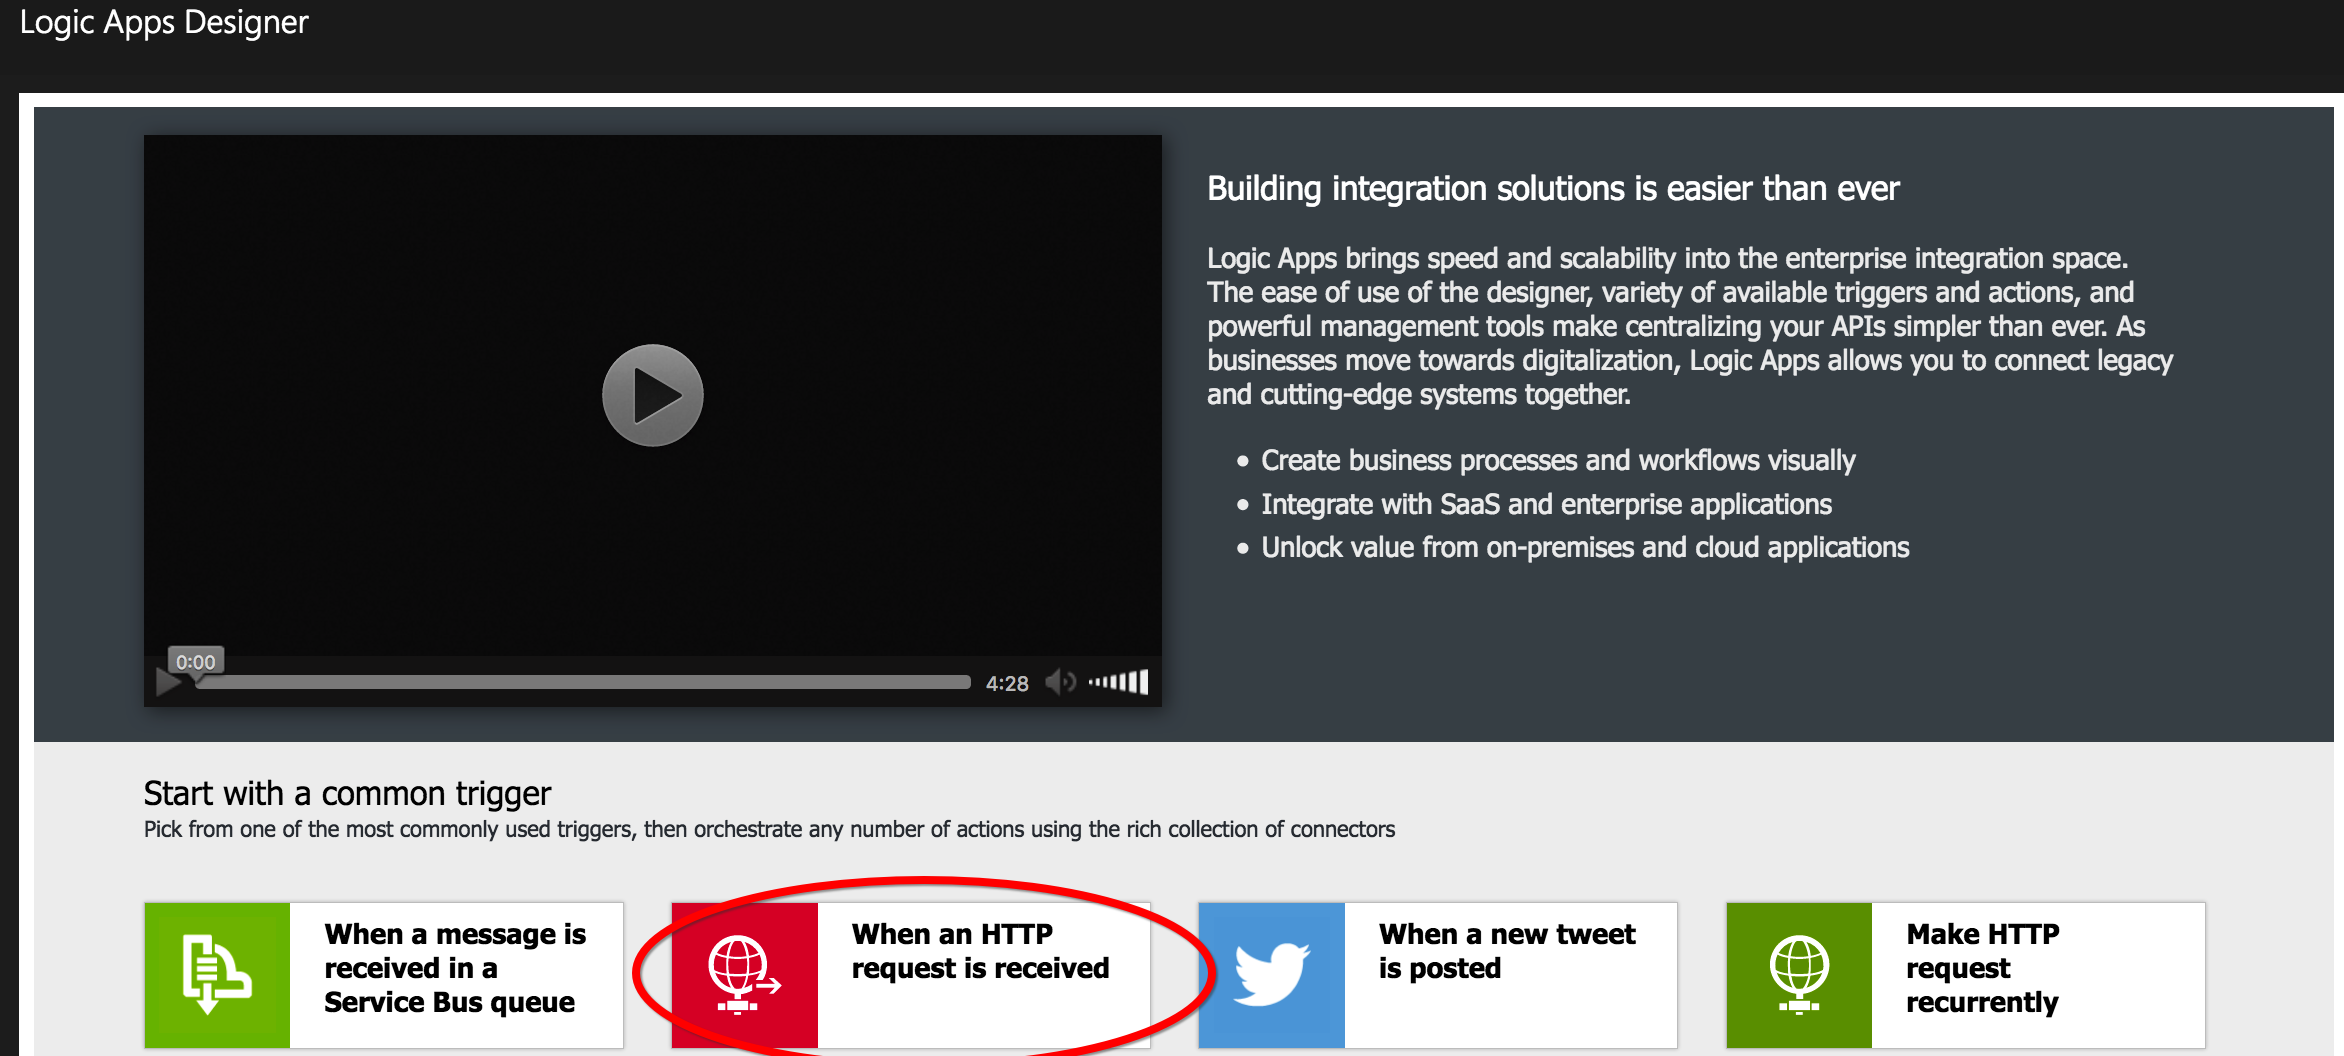 Logic Apps Designer
Building integration solutions is easier than ever
Logic Apps brings speed and scalability into the enterprise integration space.
The ease of use of the designer, variety of available triggers and actions, and
powerful management tools make centralizing your APIs simpler than ever. As
businesses move towards digitalization, Logic Apps allows you to connect legacy
and cutting-edge systems together.
• Create business processes and workflows visually
• Integrate with SaaS and enterprise applications
• Unlock value from on-premises and cloud applications
0:00
4:28
Start with a common trigger
Pick from one of the most commonly used triggers, then orchestrate any number of actions using the rich collection of connectors
When a message is
received in a
Service Bus queue
When an HTTP
request is received
When a new tweet
is posted
Make HTTP
request
recurrently